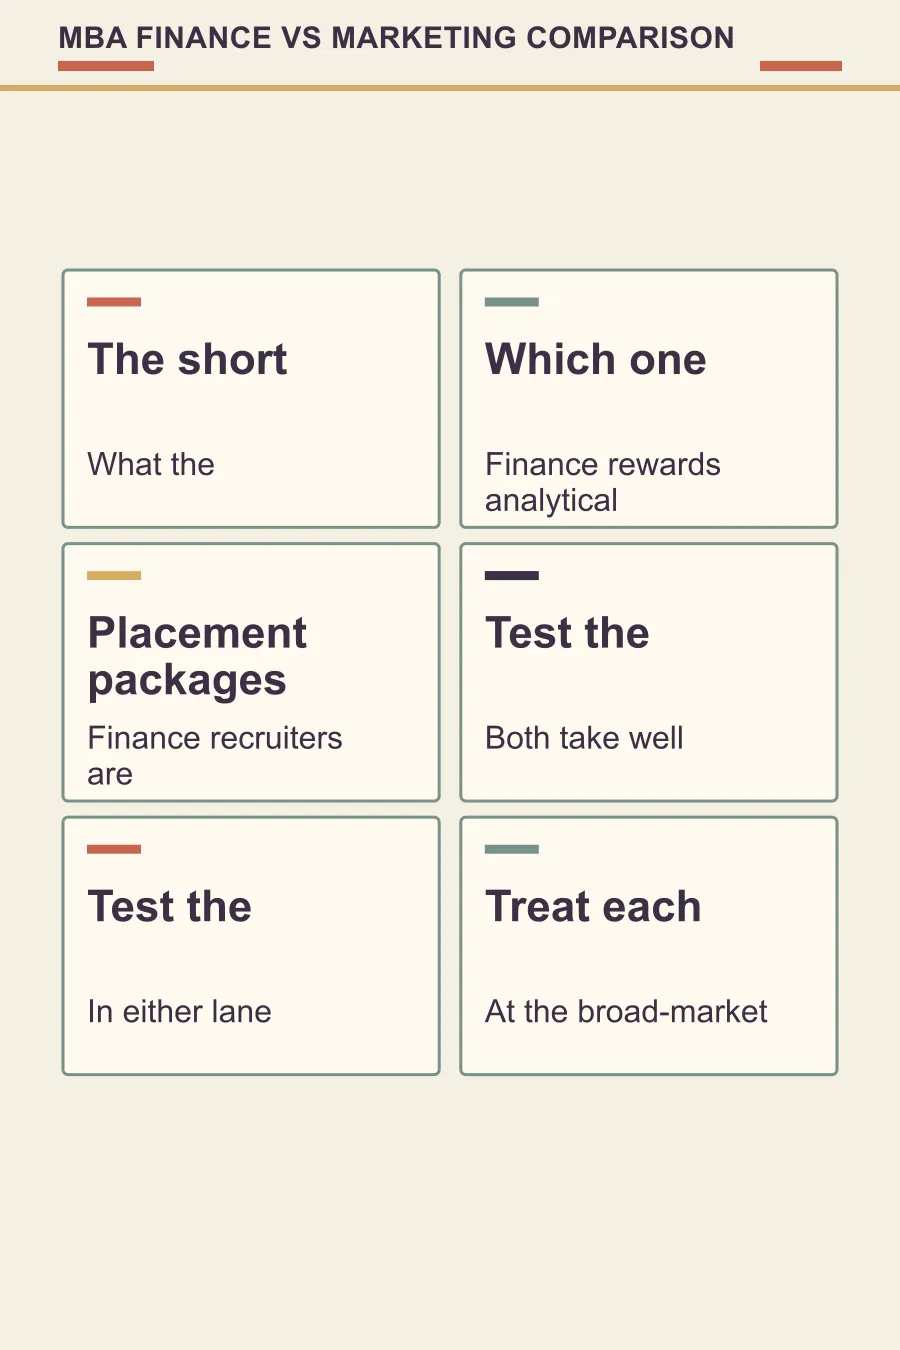 MBA FINANCE VS MARKETING COMPARISON
The short
What the
Which one
Finance rewards
analytical
Placement
packages
Finance recruiters
are
Test the
Both take well
Test the
In either lane
Treat each
At the broad-market